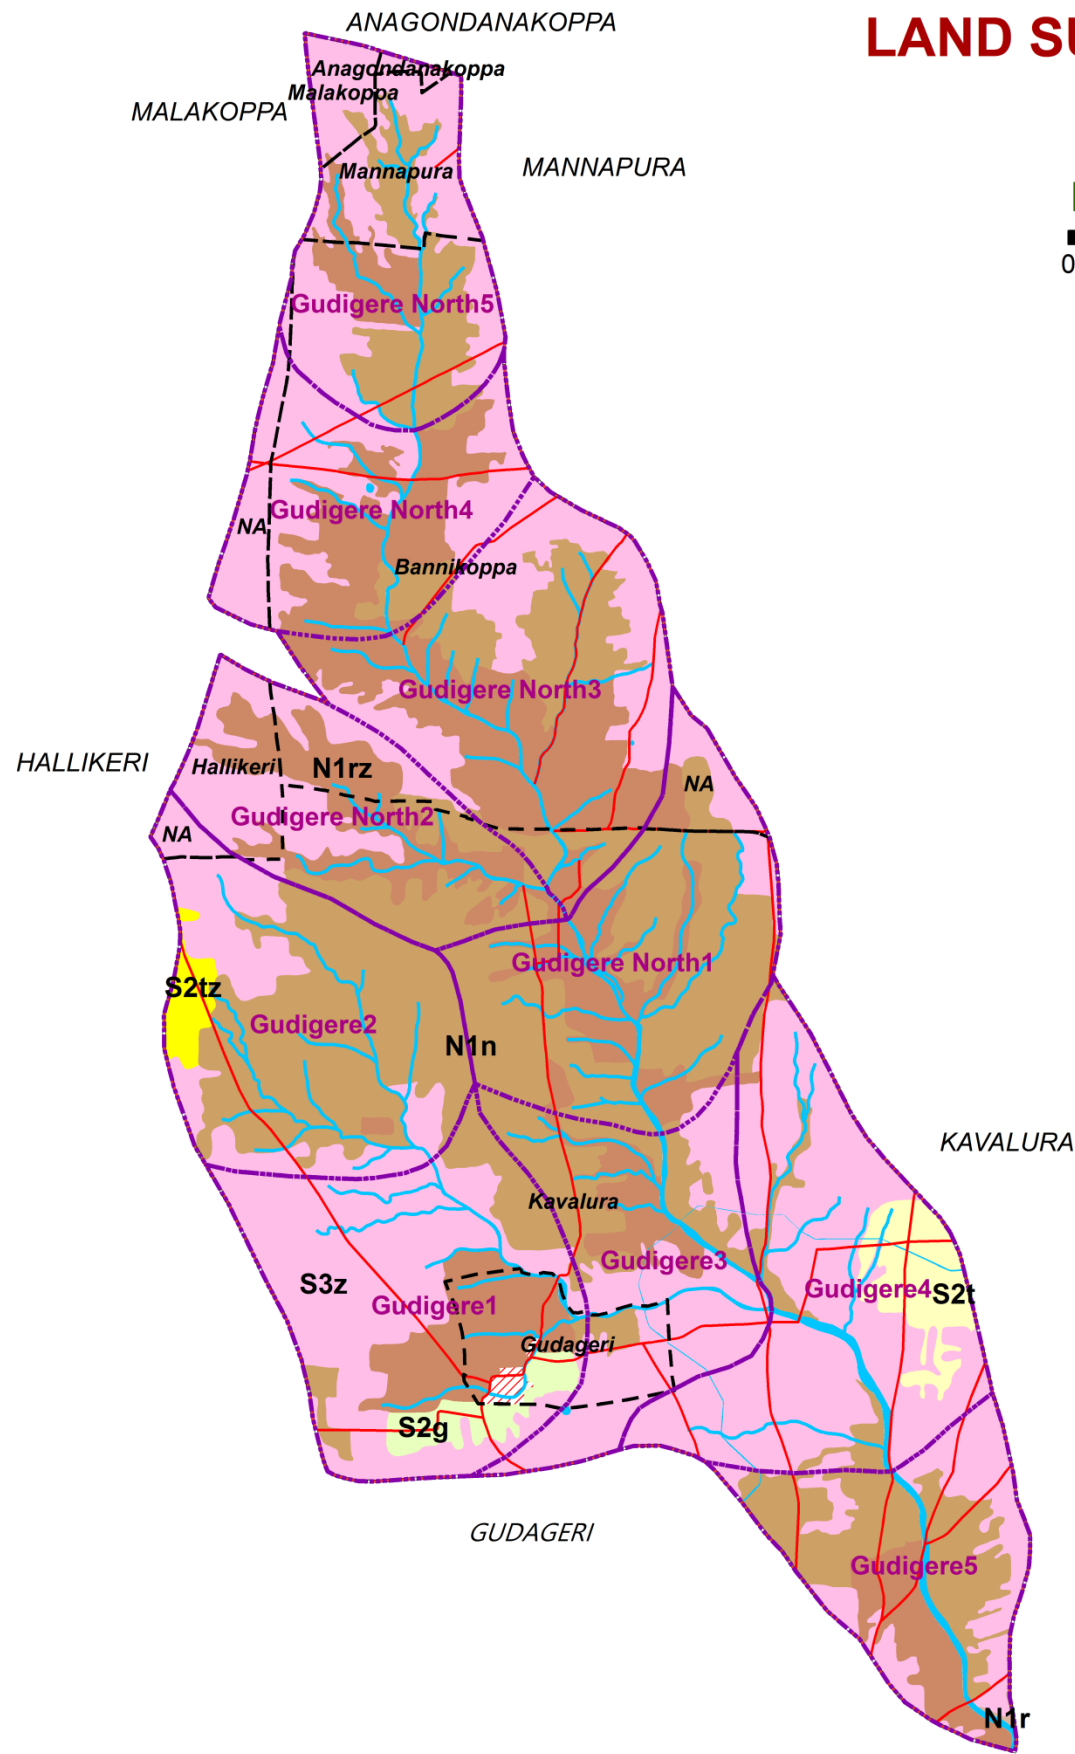 ANAGONDANAKOPPA
LAND SU
Anagondanakoppa
Malakoppa
MALAKOPPA
Mannapura
MANNAPURA
0
Gudigere North5
Gudigere North4
NA
Bannikoppa
Gudigere North3
HALLIKERI
Hallikeri
N1rz
NA
Gudigere North2
NA
Gudigere North1
S2tz
Gudigere2
N1n
KAVALURA
Kavalura
Gudigere3
S3z
Gudigere4
S2t
Gudigere1
Gudageri
S2g
GUDAGERI
Gudigere5
N1r